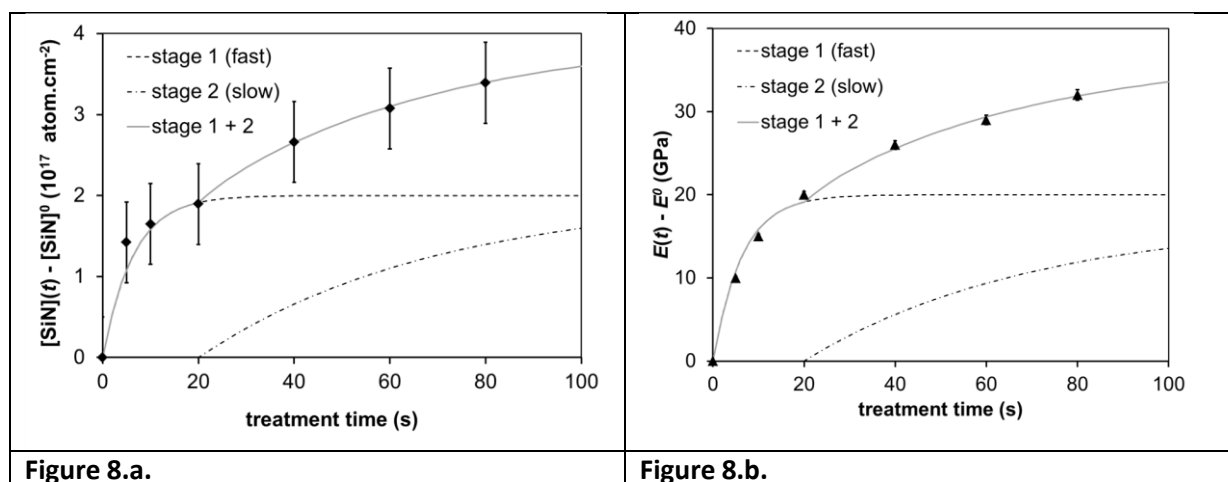 4
3
2
1
0
[SiN](t) - [SiN]⁰ (10¹⁷ atom.cm⁻²)
stage 1 (fast)
stage 2 (slow)
stage 1 + 2
0 20 40 60 80 100
treatment time (s)
Figure 8.a.
40
30
20
10
0
E(t) - E⁰ (GPa)
stage 1 (fast)
stage 2 (slow)
stage 1 + 2
0 20 40 60 80 100
treatment time (s)
Figure 8.b.